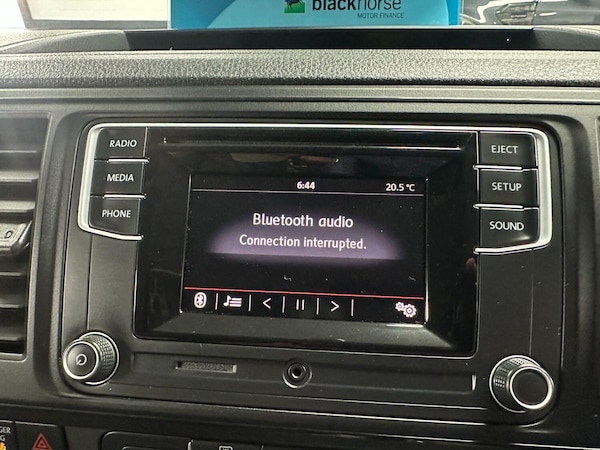 blackhorse
MOTOR FINANCE
RADIO
EJECT
MEDIA
6:44
20.5 °C
SETUP
PHONE
Bluetooth audio
SOUND
Connection interrupted.